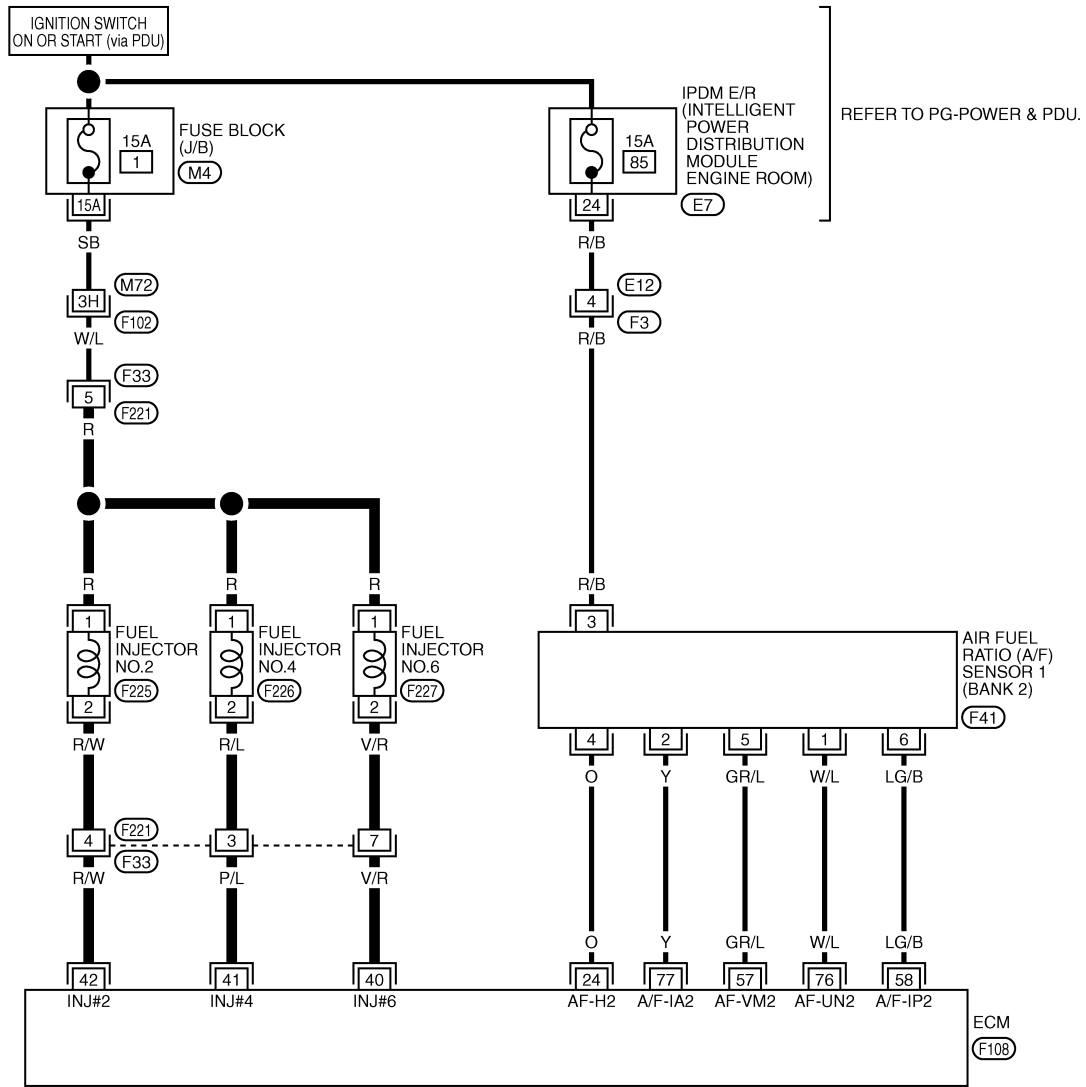 IGNITION SWITCH
ON OR START (via PDU)
FUSE BLOCK
(J/B)
M4
15A
1
15A
IPDM E/R
(INTELLIGENT
POWER
DISTRIBUTION
MODULE
ENGINE ROOM)
E7
15A
85
24
REFER TO PG-POWER & PDU.
SB
R/B
M72
3H
F102
E12
4
F3
W/L
R/B
F33
5
F221
R
R
R
R
R/B
1
1
1
3
FUEL
INJECTOR
NO.2
F225
FUEL
INJECTOR
NO.4
F226
FUEL
INJECTOR
NO.6
F227
AIR FUEL
RATIO (A/F)
SENSOR 1
(BANK 2)
F41
2
2
2
4
2
5
1
6
R/W
R/L
V/R
O
Y
GR/L
W/L
LG/B
F221
4
3
7
F33
R/W
P/L
V/R
O
Y
GR/L
W/L
LG/B
42
41
40
24
77
57
76
58
INJ#2
INJ#4
INJ#6
AF-H2
A/F-IA2
AF-VM2
AF-UN2
A/F-IP2
ECM
F108